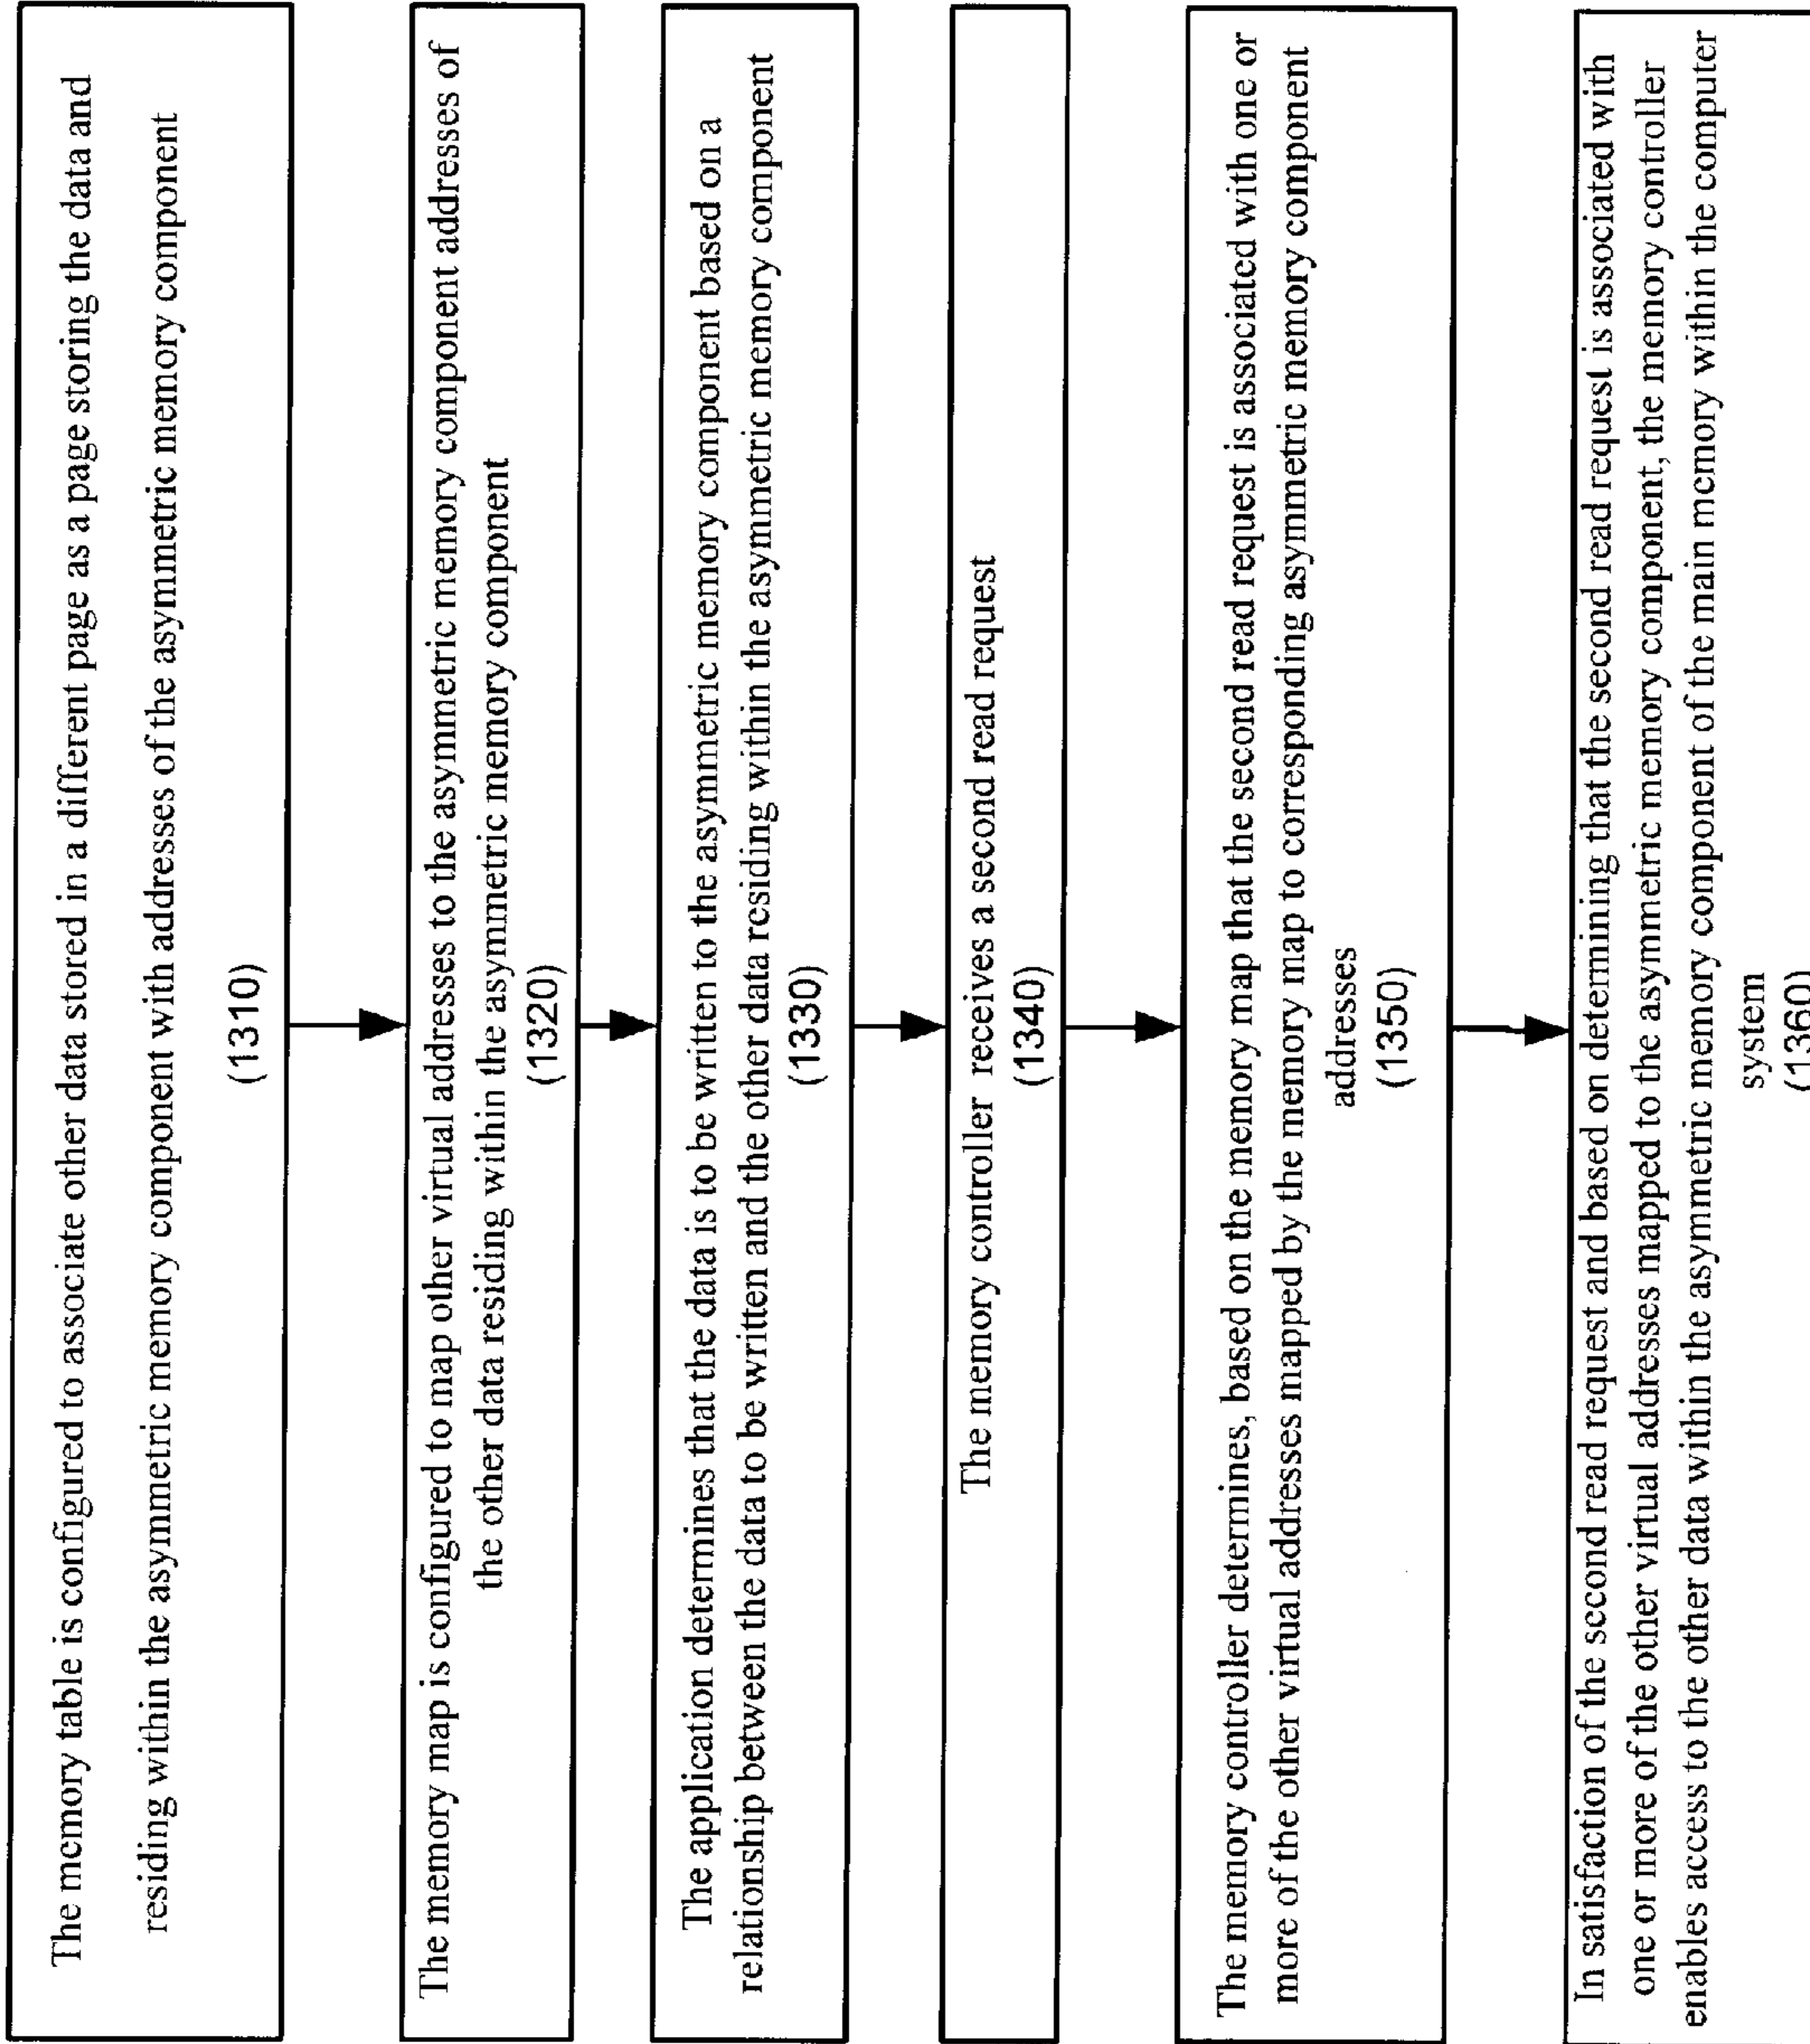 The memory table is configured to associate other data stored in a different page as a page storing the data and
residing within the asymmetric memory component with addresses of the asymmetric memory component
(1310)
The memory map is configured to map other virtual addresses to the asymmetric memory component addresses of
the other data residing within the asymmetric memory component
(1320)
The application determines that the data is to be written to the asymmetric memory component based on a
relationship between the data to be written and the other data residing within the asymmetric memory component
(1330)
The memory controller receives a second read request
(1340)
The memory controller determines, based on the memory map that the second read request is associated with one or
more of the other virtual addresses mapped by the memory map to corresponding asymmetric memory component
addresses
(1350)
In satisfaction of the second read request and based on determining that the second read request is associated with
one or more of the other virtual addresses mapped to the asymmetric memory component, the memory controller
enables access to the other data within the asymmetric memory component of the main memory within the computer
system
(1360)